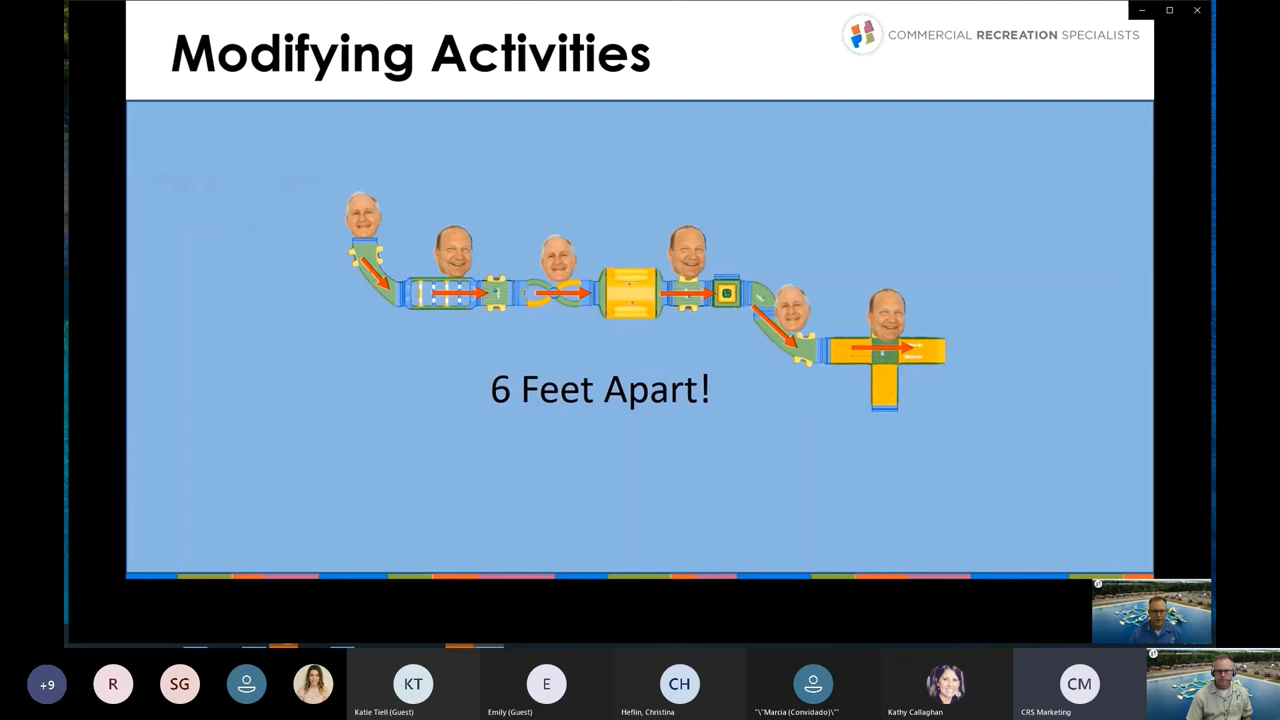 Modifying Activities
COMMERCIAL RECREATION SPECIALISTS
6 Feet Apart!
+9
R
SG
KT
Katie Tiell (Guest)
E
Emily (Guest)
CH
Heflin, Christina
"\"Marcia (Convidado)\""
Kathy Callaghan
CM
CRS Marketing